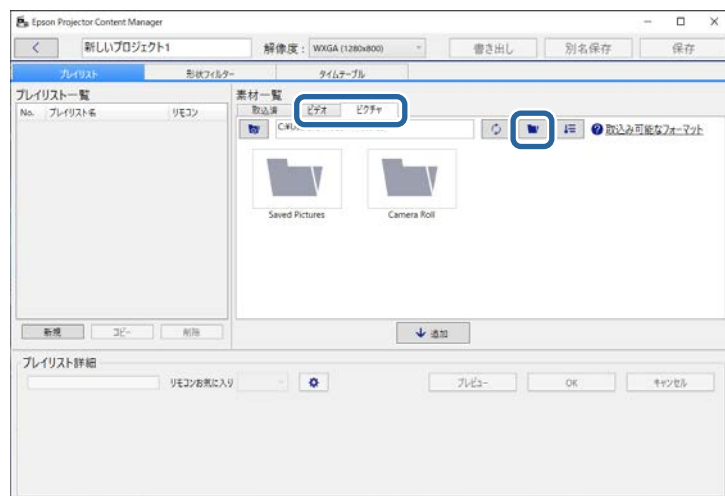 Epson Projector Content Manager
新しいプロジェクト1 解像度： WXGA (1280x800) 書き出し 別名保存 保存
プレイリスト 形状フィルター タイムテーブル
プレイリスト一覧 素材一覧
No. プレイリスト名 リモコン 取込済 ビデオ ピクチャ
取込み可能なフォーマット
Saved Pictures Camera Roll
新規 コピー 削除 追加
プレイリスト詳細
リモコンお気に入り プレビュー OK キャンセル